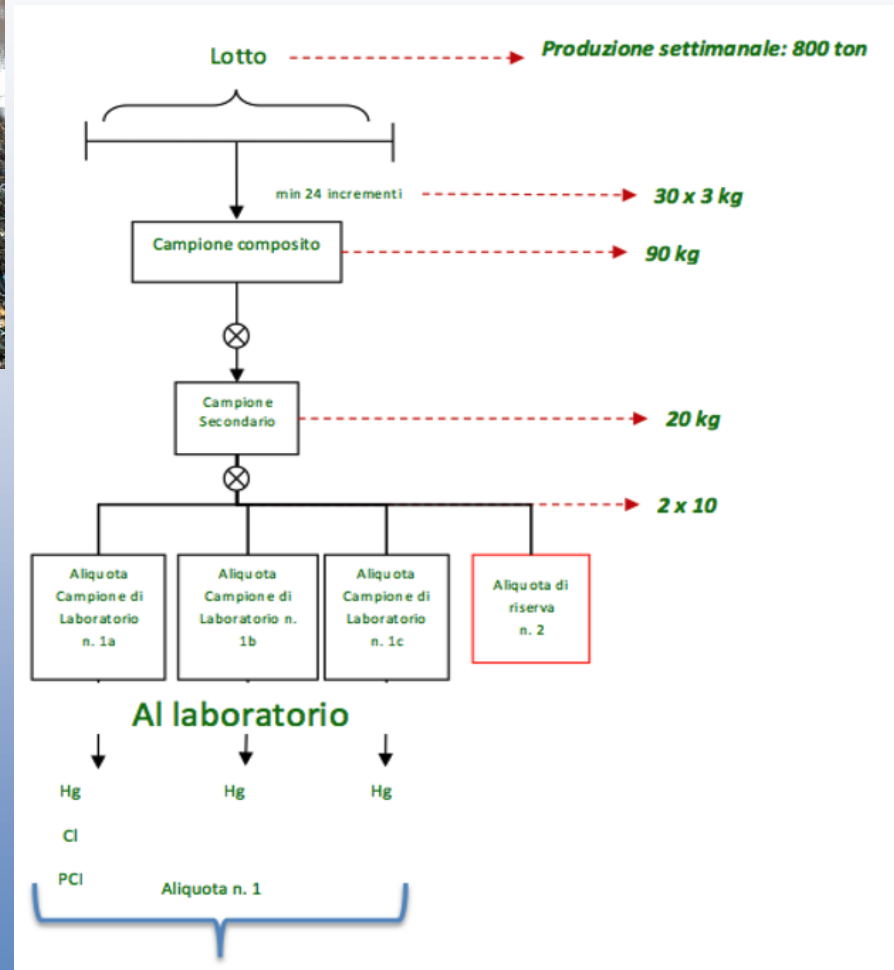 Lotto
Produzione settimanale: 800 ton
min 24 incrementi
30 x 3 kg
Campione composito
90 kg
Campione
Secondario
20 kg
2 x 10
Aliquota
Campione di
Laboratorio
n. 1a
Aliquota
Campione di
Laboratorio n.
1b
Aliquota
Campione di
Laboratorio
n. 1c
Aliquota di
riserva
n. 2
Al laboratorio
Hg
Hg
Hg
Cl
PCI
Aliquota n. 1